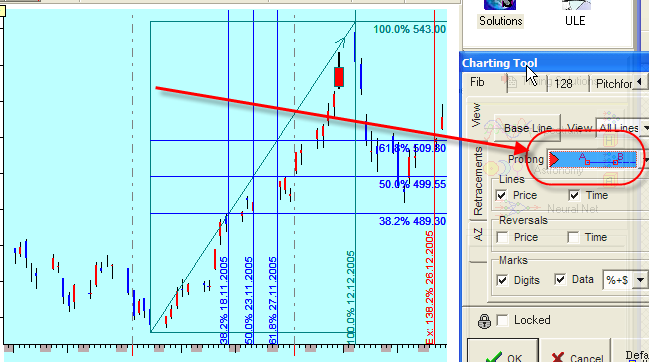 Solutions
ULE
100.0% 543.00
61.8% 509.80
50.0% 499.55
38.2% 489.30
38.2% 18.11.2005
50.0% 23.11.2005
61.8% 27.11.2005
100.0% 12.12.2005
Ex: 138.2% 26.12.2005
Charting Tool
Fib
128
Pitchfor
View
Retracements
AZ
Base Line
View
All Lines
Prolong
A
B
Astronomy
Lines
Price
Time
Neural Net
Reversals
Price
Time
Marks
Digits
Data
%+$
Locked
OK
Cancel
Defa